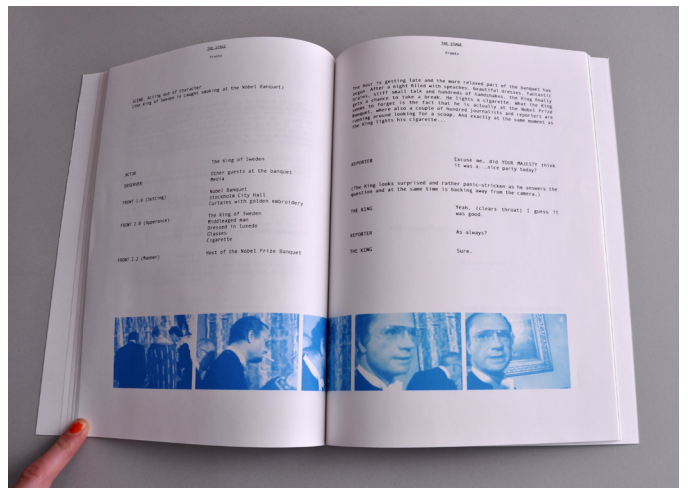 THE STAGE
Fronts
SCENE: Acting out of character
(the King of Sweden is caught smoking at the Nobel Banquet)
ACTOR The King of Sweden
OBSERVER Other guests at the banquet
Media
FRONT 1.0 (Setting) Nobel Banquet
Stockholm City Hall
Curtains with golden embroidery
FRONT 2.0 (Apperance) The King of Sweden
Middleaged man
Dressed in tuxedo
Glasses
Cigarette
FRONT 2.2 (Manner) Host of the Nobel Prize Banquet
THE STAGE
Fronts
the hour is getting late and the more relaxed part of the banquet has
begun. After a night filled with speaches, beautiful dresses, fantastic
brains, stiff small talk and hundreds of handshakes, the King finally
gets a chance to take a break. He lights a cigarette. What the King
seems to forget is the fact that he is actually at the Nobel Prize
Banquet, where also a couple of hundred journalists and reporters are
running around looking for a scoop. And exactly at the same moment as
the King lights his cigarette...
REPORTER Excuse me, did YOUR MAJESTY think
it was a...nice party today?
(The King looks surprised and rather panic-stricken as he answers the
question and at the same time is backing away from the camera.)
THE KING Yeah, (clears throat) I guess it
was good.
REPORTER As always?
THE KING Sure.